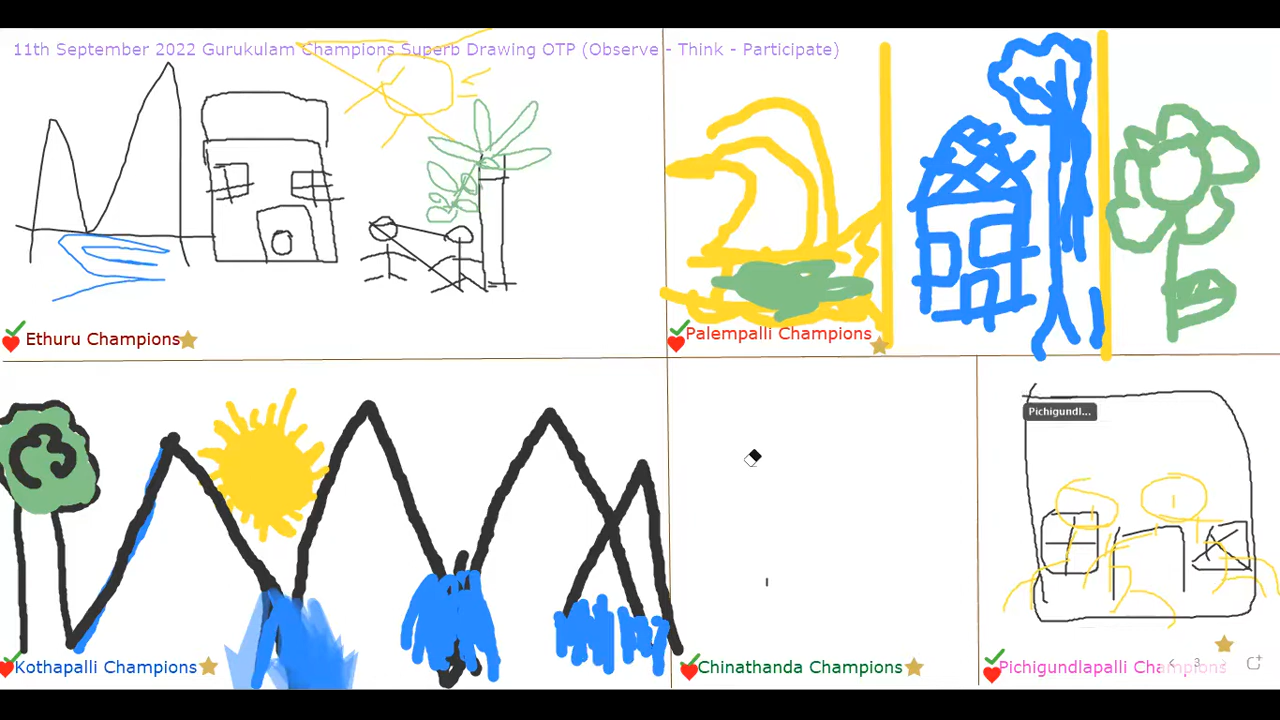 11th September 2022 Gurukulam Champions Superb Drawing OTP (Observe - Think - Participate)
Ethuru Champions
Palempalli Champions
Pichigundl...
Kothapalli Champions
Chinathanda Champions
Pichigundlapalli Champions
3